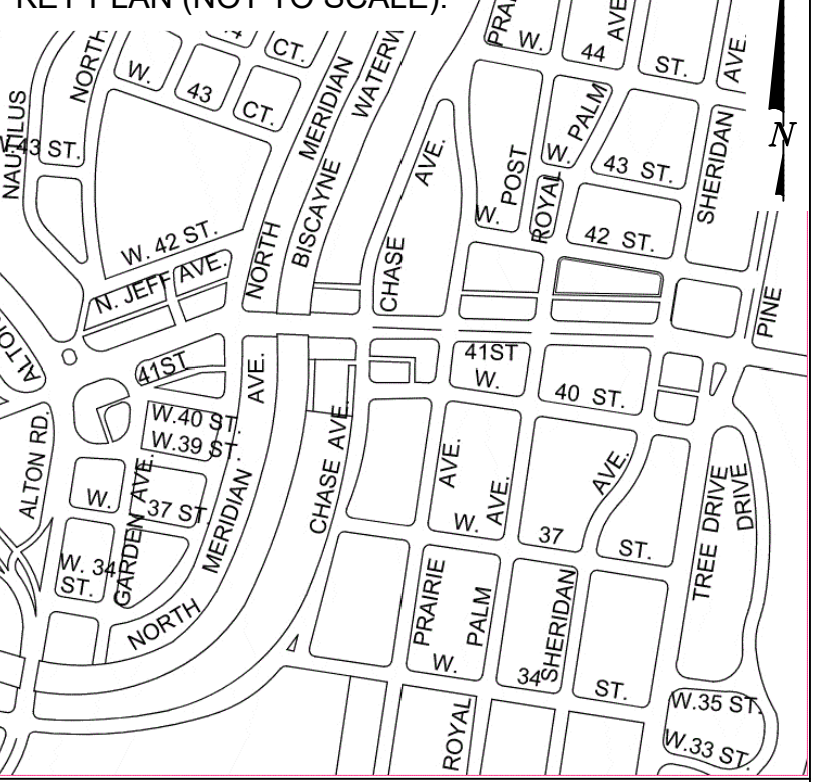 KEY PLAN (NOT TO SCALE):
PRAI
W.
44
AVE
ST.
AVE.
NORTH
W.
43
CT.
CT.
MERIDIAN
WATERW
N
NAUTILUS
W.43 ST.
PALM
W.
43 ST.
SHERIDAN
AVE.
POST
ROYAL
W.
42 ST.
W. 42 ST.
NORTH
BISCAYNE
CHASE
N. JEFF AVE.
PINE
ALTON
41ST
41ST
W.
40 ST.
AVE.
W.40 ST.
W.39 ST.
ALTON RD.
CHASE AVE.
AVE.
AVE.
AVE.
W.
37
ST.
TREE DRIVE
DRIVE
W.
GARDEN AVE.
37 ST.
MERIDIAN
W. 34
ST.
NORTH
PRAIRIE
PALM
W.
SHERIDAN
34
ST.
ROYAL
W.35 ST.
W.33 ST.